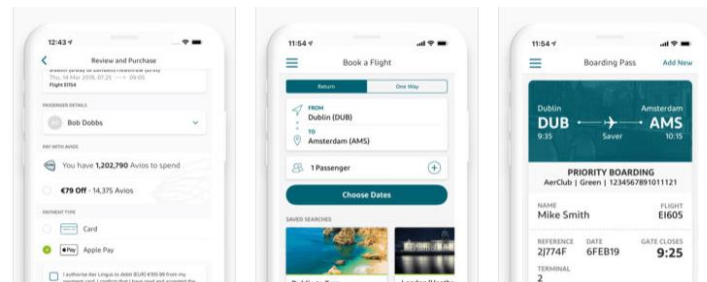 12:43
Review and Purchase
Thu, 14 Mar 2019, 07:25 → 09:05
Flight EI154
PASSENGER DETAILS
Bob Dobbs
PAY WITH AVIOS
You have 1,202,790 Avios to spend
€79 Off - 14,375 Avios
PAYMENT TYPE
Card
Pay Apple Pay
I authorise Aer Lingus to debit (EUR)
11:54
Book a Flight
Return One Way
FROM
Dublin (DUB)
TO
Amsterdam (AMS)
1 Passenger
Choose Dates
SAVED SEARCHES
11:54
Boarding Pass Add New
Dublin Amsterdam
DUB AMS
9:35 Saver 10:15
PRIORITY BOARDING
AerClub | Green | 1234567891011121
NAME FLIGHT
Mike Smith EI605
REFERENCE DATE GATE CLOSES
2J774F 6FEB19 9:25
TERMINAL
2